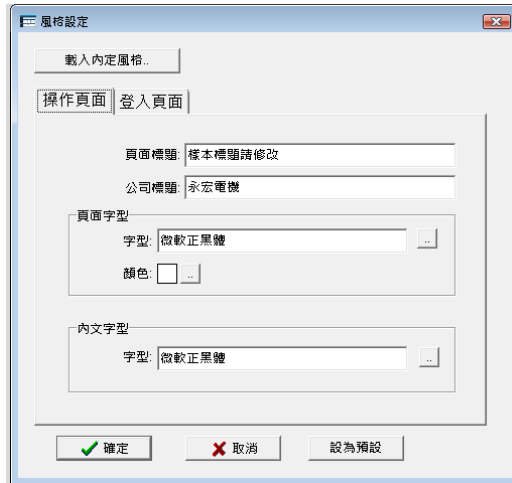 風格設定
載入內定風格..
操作頁面 登入頁面
頁面標題: 樣本標題請修改
公司標題: 永宏電機
頁面字型
字型: 微軟正黑體 ..
顏色: ..
內文字型
字型: 微軟正黑體 ..
確定 取消 設為預設